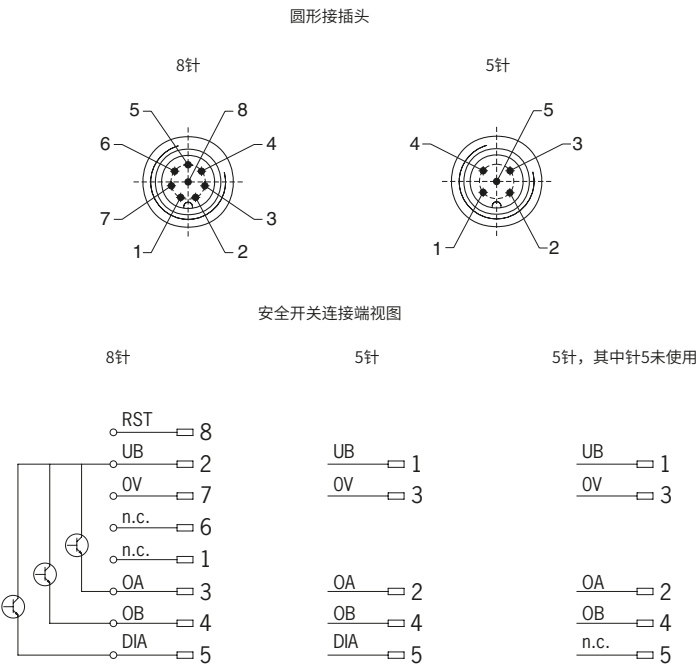 圆形接插头
8针
5针
5
8
6
4
7
3
1
2
5
4
3
1
2
安全开关连接端视图
8针
5针
5针，其中针5未使用
RST 8
UB 2
0V 7
n.c. 6
n.c. 1
OA 3
OB 4
DIA 5
UB 1
0V 3
OA 2
OB 4
DIA 5
UB 1
0V 3
OA 2
OB 4
n.c. 5